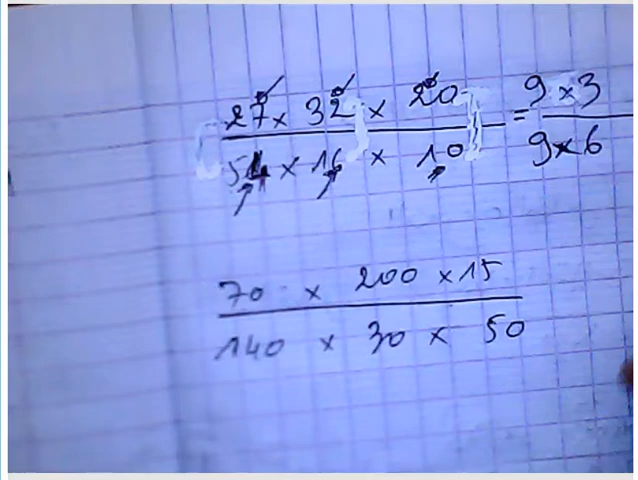 27 × 32 × 20 = 9 × 3
54 × 16 × 10 9 × 6
70 × 200 × 15
140 × 30 × 50